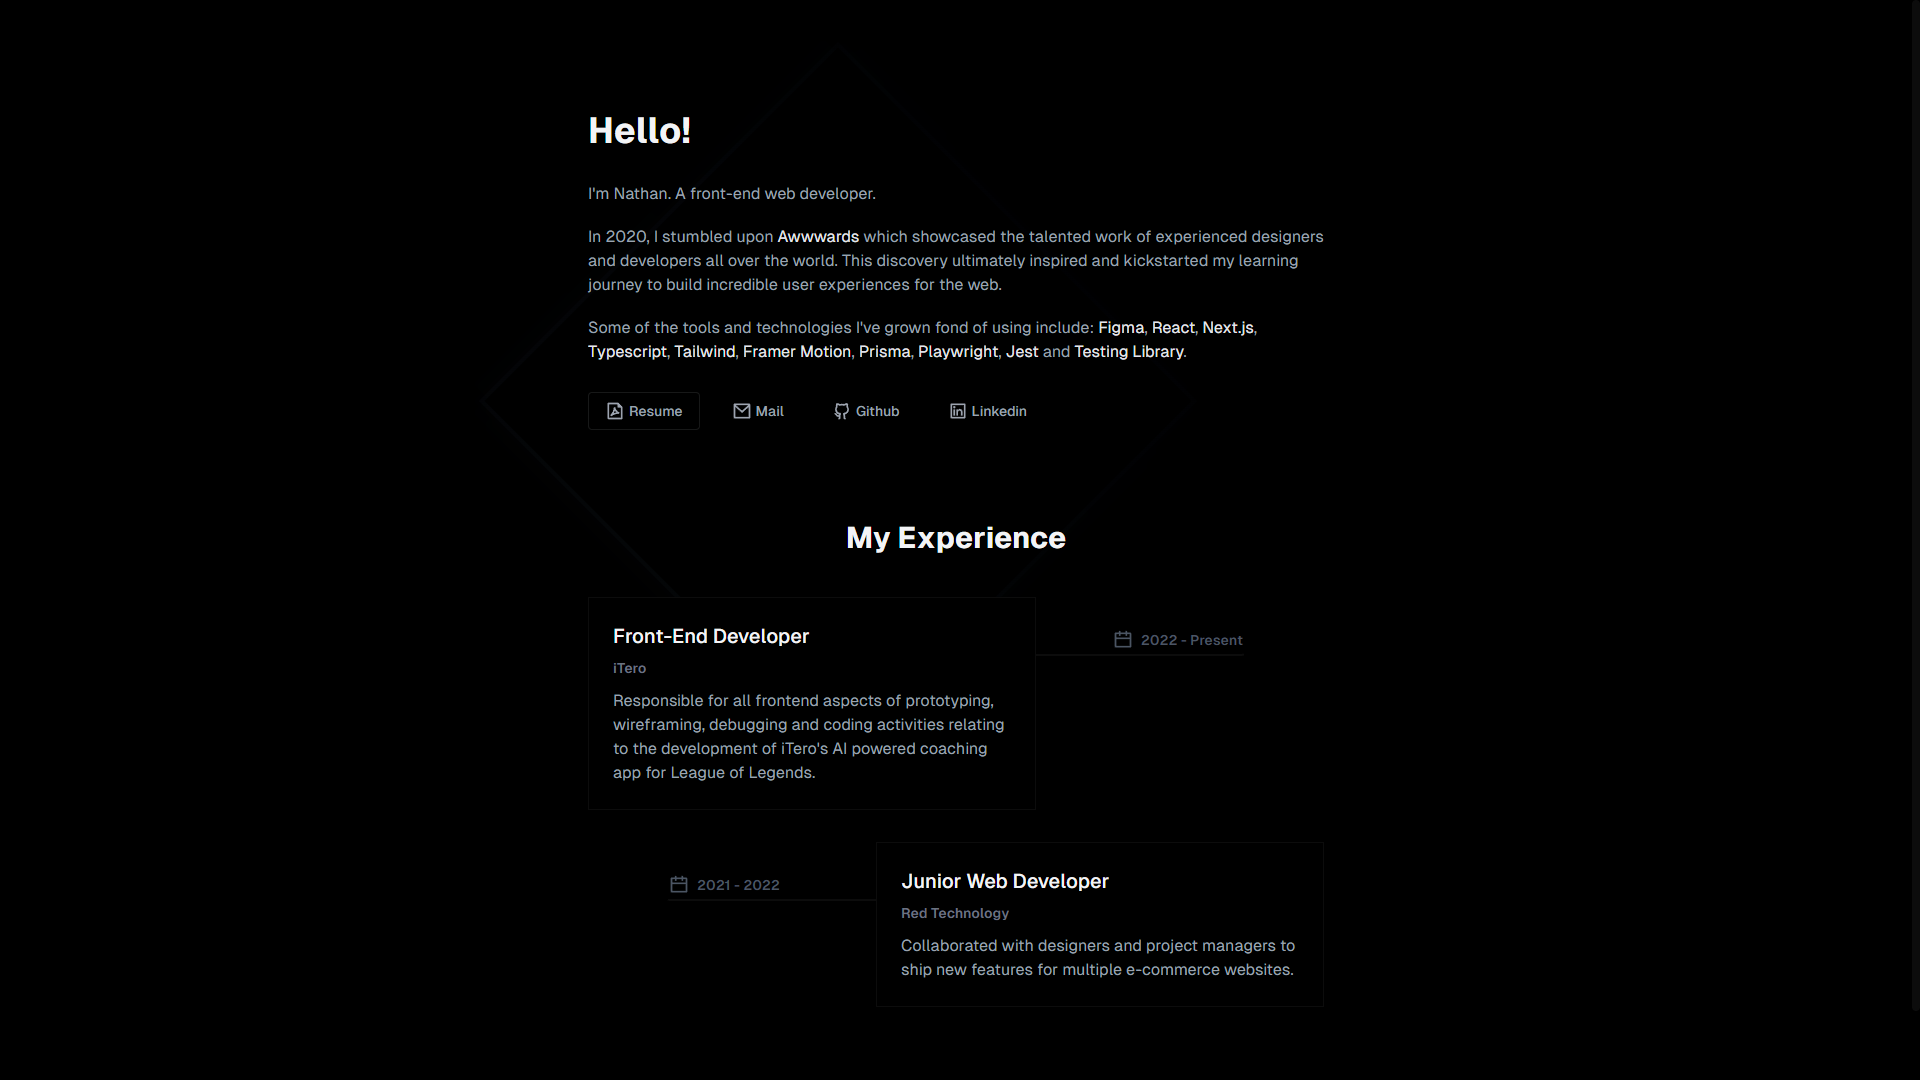 Hello!
I'm Nathan. A front-end web developer.
In 2020, I stumbled upon Awwwards which showcased the talented work of experienced designers
and developers all over the world. This discovery ultimately inspired and kickstarted my learning
journey to build incredible user experiences for the web.
Some of the tools and technologies I've grown fond of using include: Figma, React, Next.js,
Typescript, Tailwind, Framer Motion, Prisma, Playwright, Jest and Testing Library.
Resume Mail Github Linkedin
My Experience
Front-End Developer
2022 - Present
iTero
Responsible for all frontend aspects of prototyping,
wireframing, debugging and coding activities relating
to the development of iTero's AI powered coaching
app for League of Legends.
2021 - 2022
Junior Web Developer
Red Technology
Collaborated with designers and project managers to
ship new features for multiple e-commerce websites.